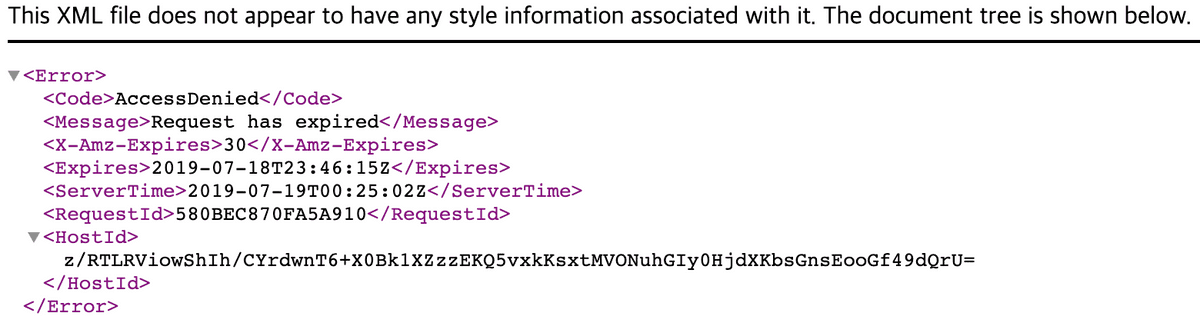 This XML file does not appear to have any style information associated with it. The document tree is shown below.
▼<Error>
<Code>AccessDenied</Code>
<Message>Request has expired</Message>
<X-Amz-Expires>30</X-Amz-Expires>
<Expires>2019-07-18T23:46:15Z</Expires>
<ServerTime>2019-07-19T00:25:02Z</ServerTime>
<RequestId>580BEC870FA5A910</RequestId>
▼<HostId>
z/RTLRViowShIh/CYrdwnT6+X0Bk1XZzzEKQ5vxkKsxtMVONuhGIy0HjdXKbsGnsEooGf49dQrU=
</HostId>
</Error>